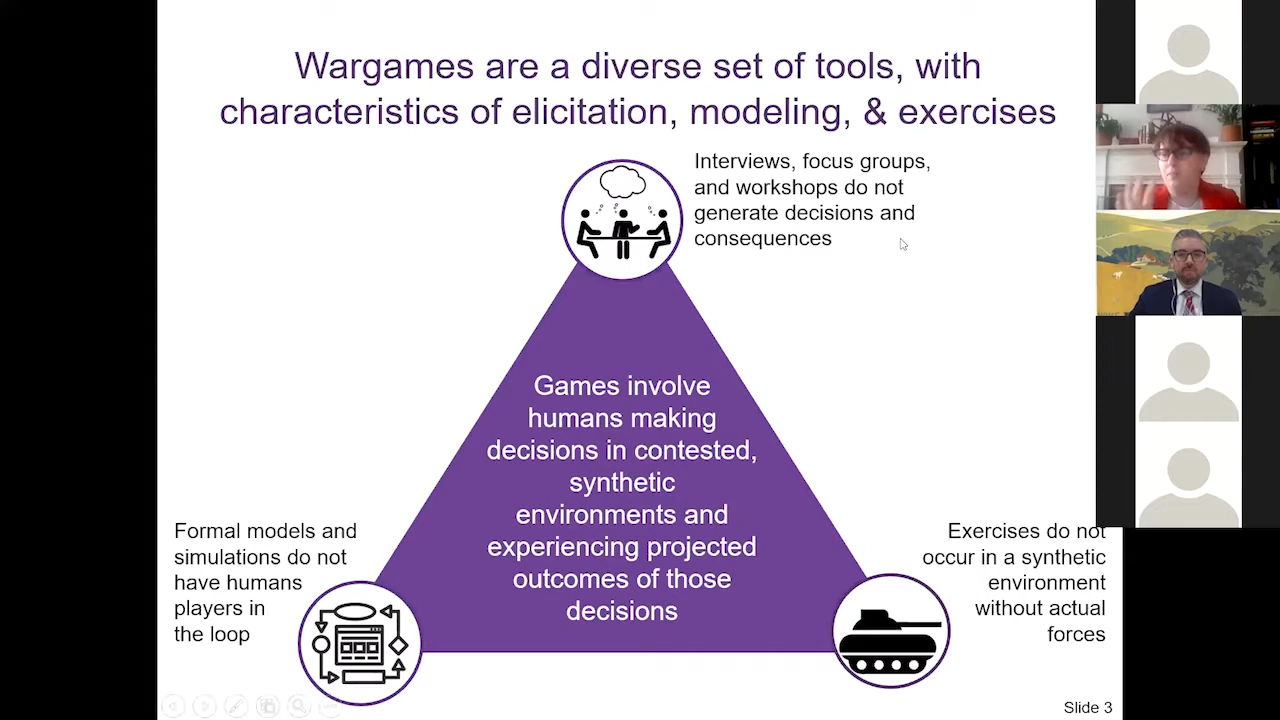 Wargames are a diverse set of tools, with
characteristics of elicitation, modeling, & exercises
Interviews, focus groups,
and workshops do not
generate decisions and
consequences
Games involve
humans making
decisions in contested,
synthetic
environments and
experiencing projected
outcomes of those
decisions
Formal models and
simulations do not
have humans
players in
the loop
Exercises do not
occur in a synthetic
environment
without actual
forces
Slide 3